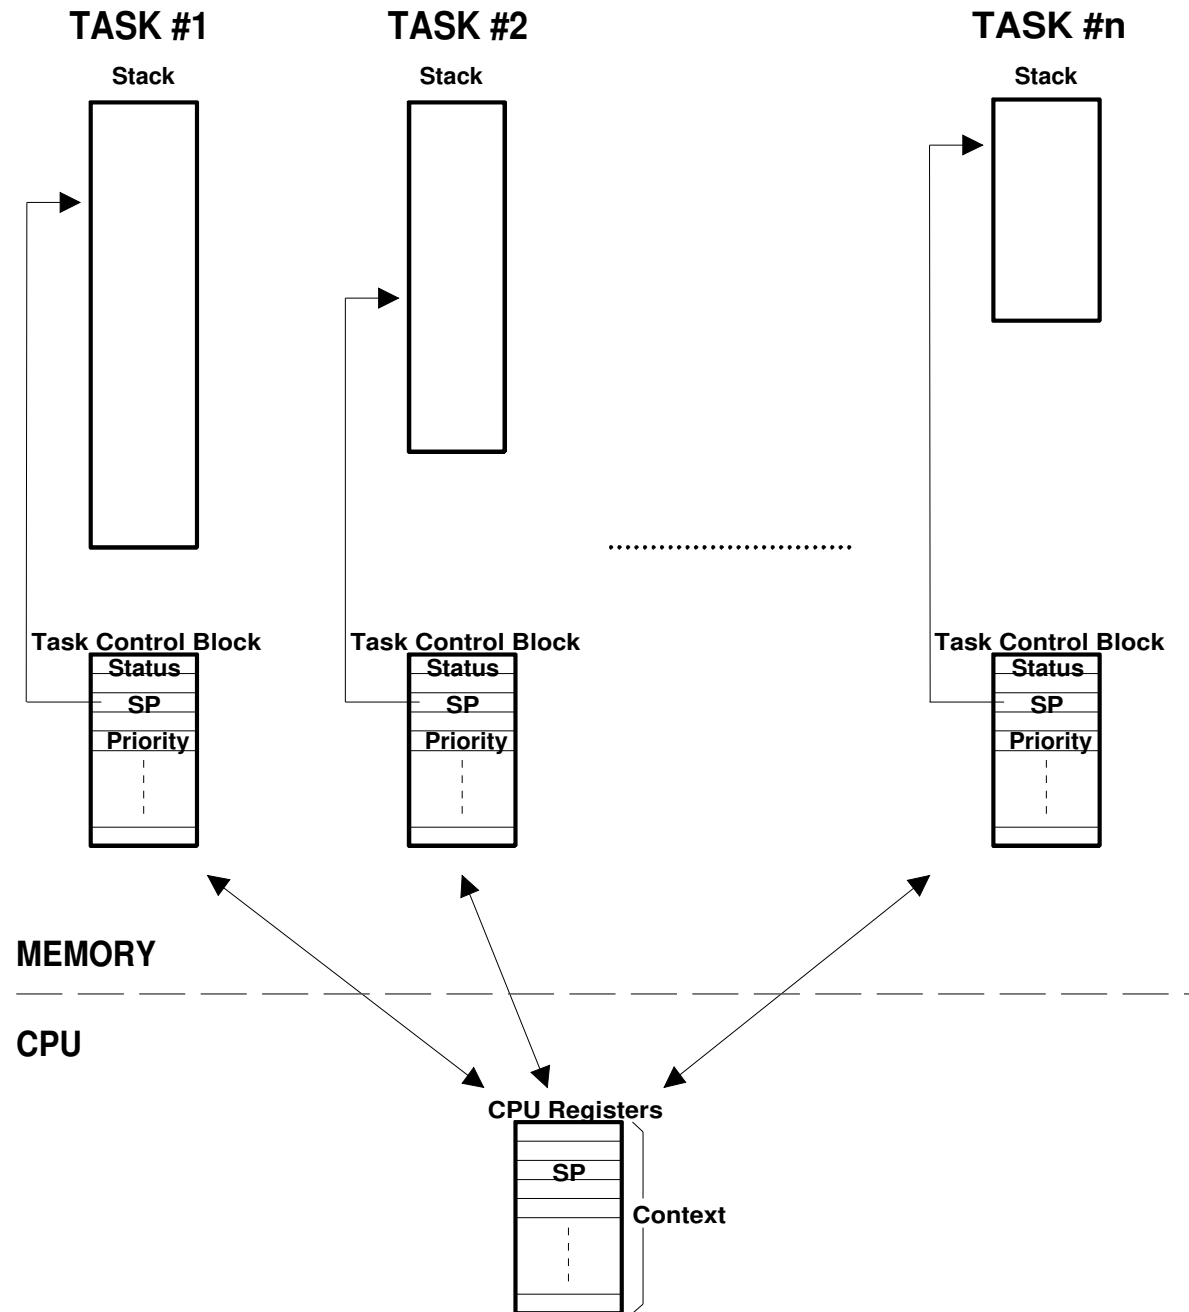 TASK #1
TASK #2
TASK #n
Stack
Stack
Stack
Task Control Block
Task Control Block
Task Control Block
Status
Status
Status
SP
SP
SP
Priority
Priority
Priority
MEMORY
CPU
CPU Registers
SP
Context